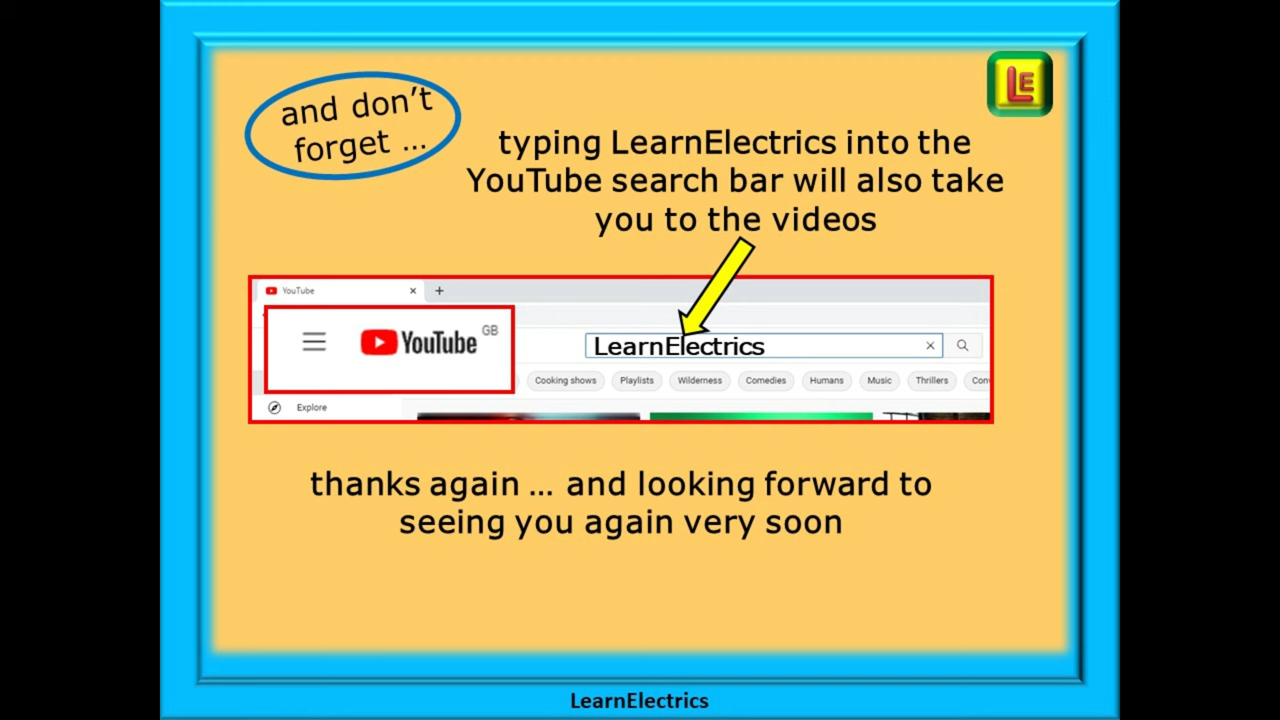 and don't
forget ...
LE
typing LearnElectrics into the
YouTube search bar will also take
you to the videos
YouTube
YouTube GB
LearnElectrics
Cooking shows Playlists Wilderness Comedies Humans Music Thrillers
Explore
thanks again ... and looking forward to
seeing you again very soon
LearnElectrics